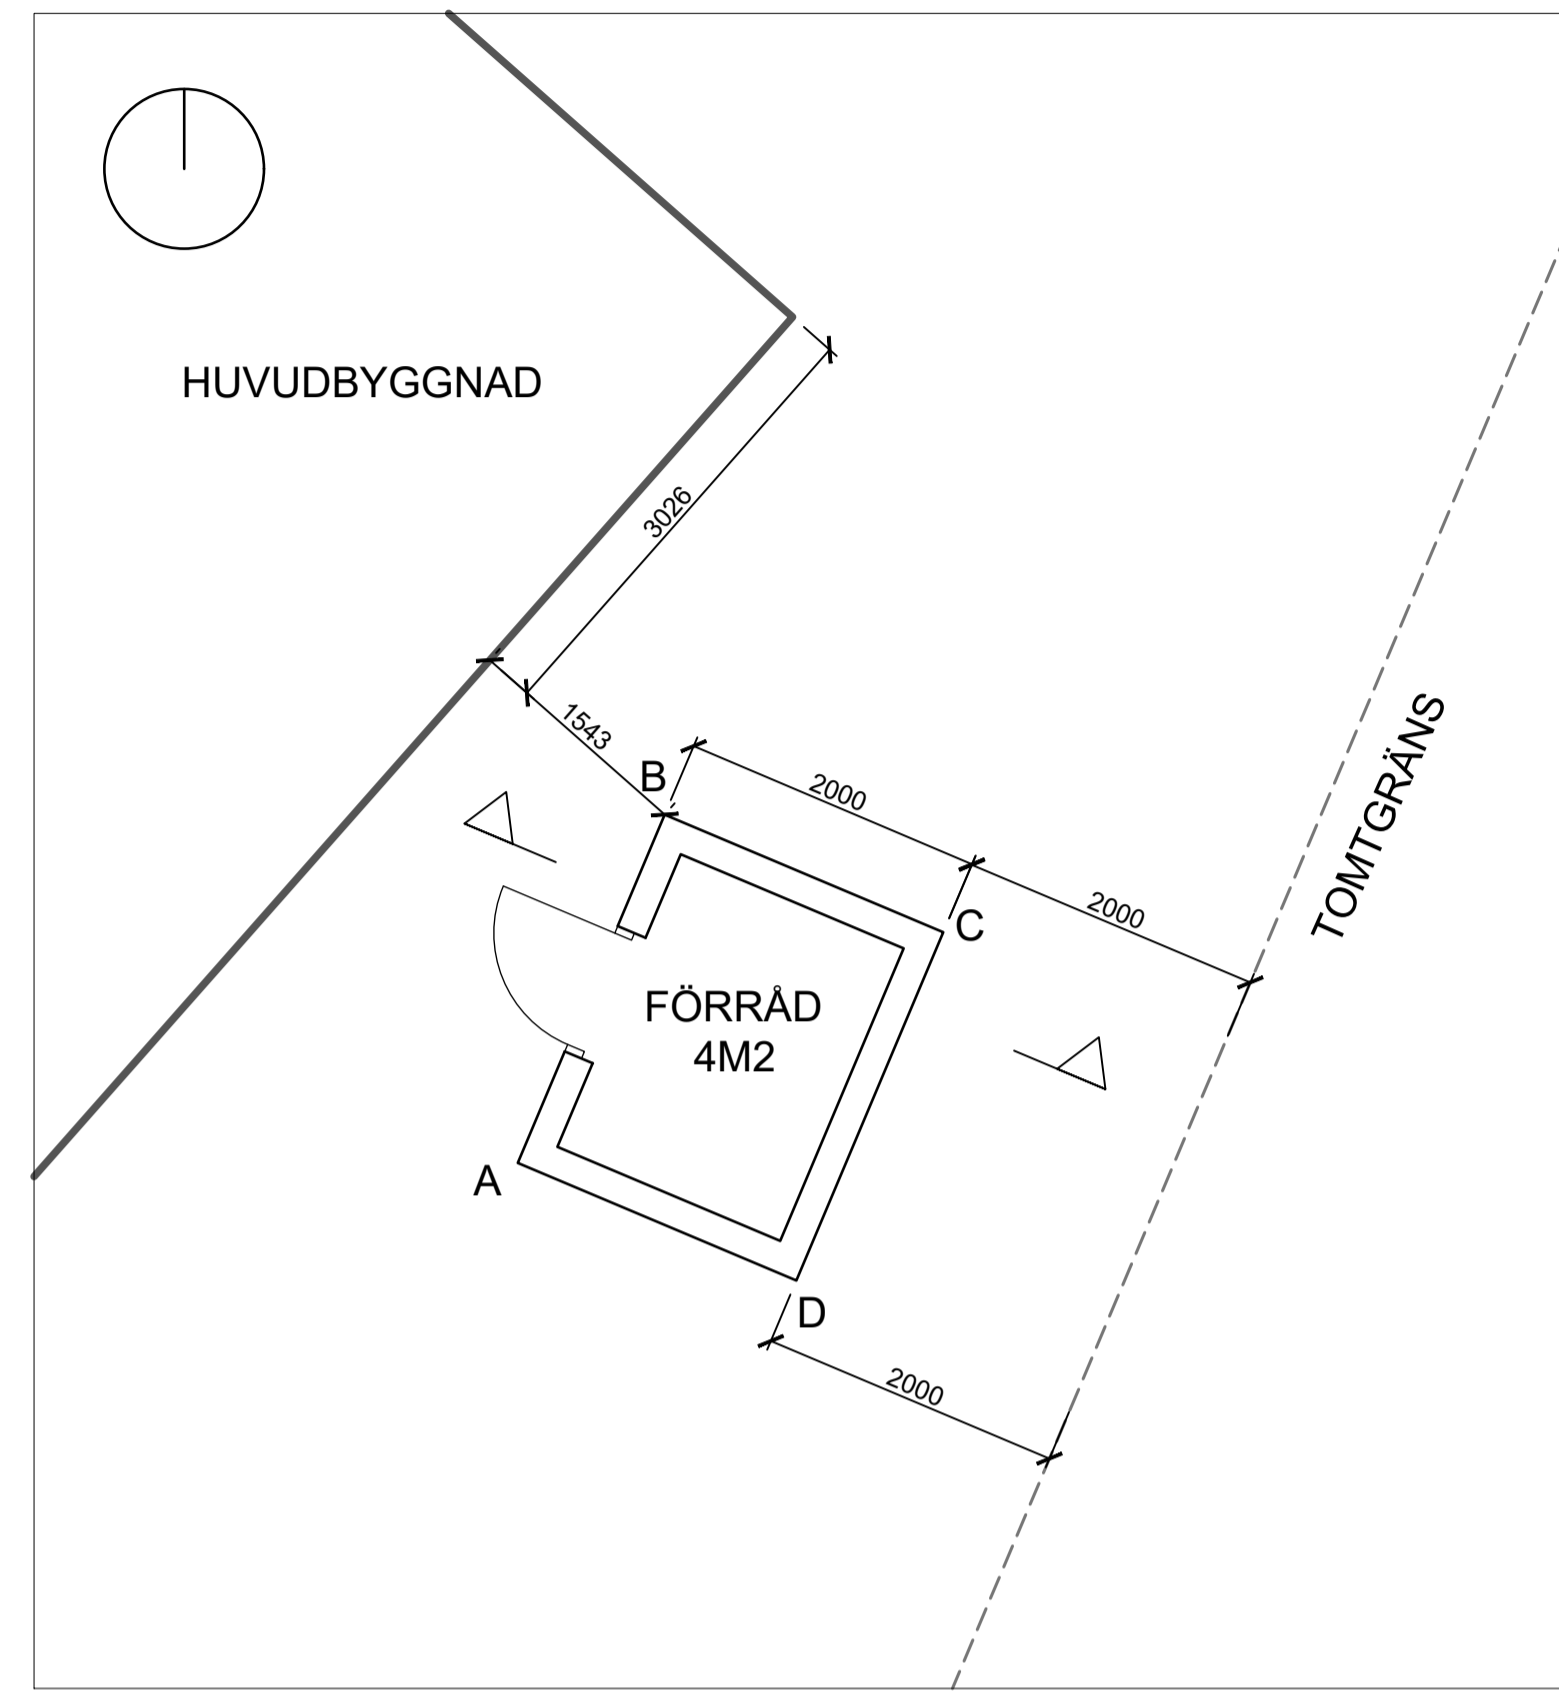 HUVUDBYGGNAD
3026
1543
B
2000
2000
TOMTGRÄNS
C
FÖRRÅD
4M2
A
D
2000